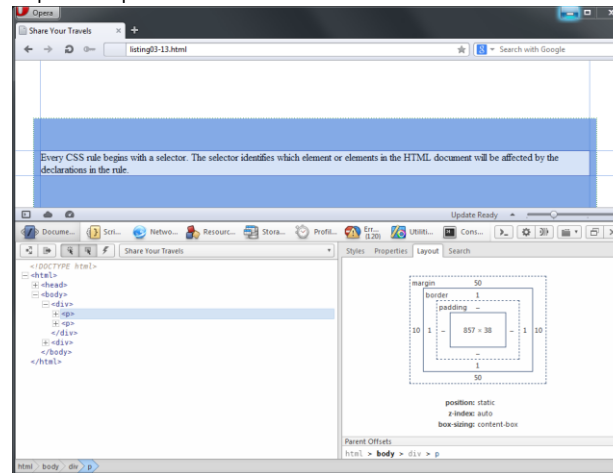 Opera
Share Your Travels
listing03-13.html
Search with Google
Every CSS rule begins with a selector. The selector identifies which element or elements in the HTML document will be affected by the
declarations in the rule.
Update Ready
Docume... Scri... Netwo... Resourc... Stora... Profil... Err... (120) Utiliti... Cons...
Share Your Travels
Styles Properties Layout Search
<!DOCTYPE html>
<html>
<head>
<body>
<div>
<p>
<p>
</div>
<div>
</body>
</html>
margin 50
border 1
padding –
10 1 – 857 × 38 – 1 10
–
1
50
position: static
z-index: auto
box-sizing: content-box
Parent Offsets
html > body > div > p
html body div p